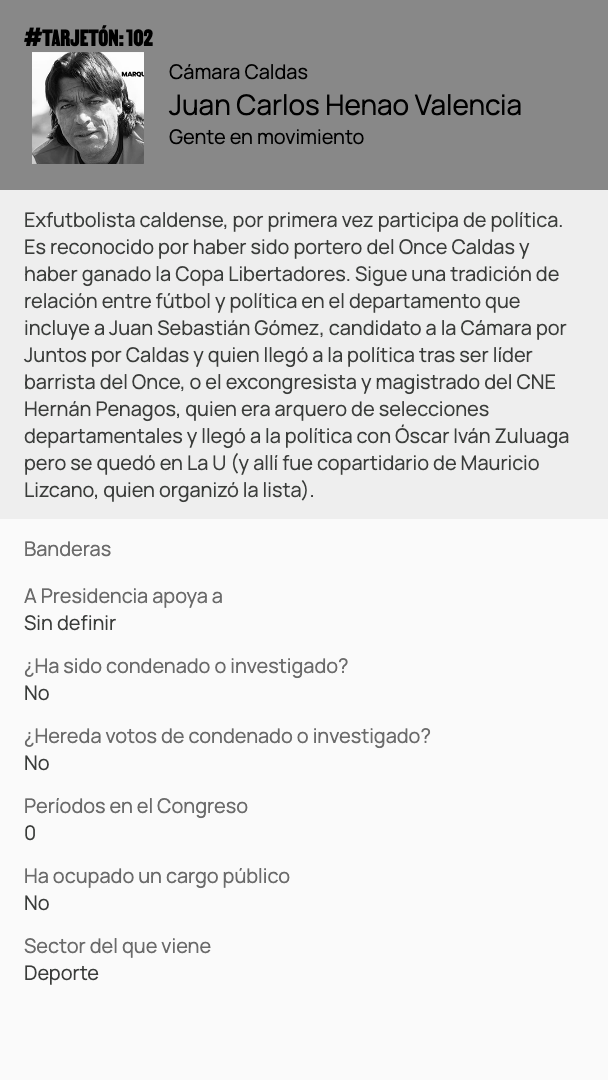 #TARJETÓN: 102
Cámara Caldas
Juan Carlos Henao Valencia
Gente en movimiento
Exfutbolista caldense, por primera vez participa de política.
Es reconocido por haber sido portero del Once Caldas y
haber ganado la Copa Libertadores. Sigue una tradición de
relación entre fútbol y política en el departamento que
incluye a Juan Sebastián Gómez, candidato a la Cámara por
Juntos por Caldas y quien llegó a la política tras ser líder
barrista del Once, o el excongresista y magistrado del CNE
Hernán Penagos, quien era arquero de selecciones
departamentales y llegó a la política con Óscar Iván Zuluaga
pero se quedó en La U (y allí fue copartidario de Mauricio
Lizcano, quien organizó la lista).
Banderas
A Presidencia apoya a
Sin definir
¿Ha sido condenado o investigado?
No
¿Hereda votos de condenado o investigado?
No
Períodos en el Congreso
0
Ha ocupado un cargo público
No
Sector del que viene
Deporte